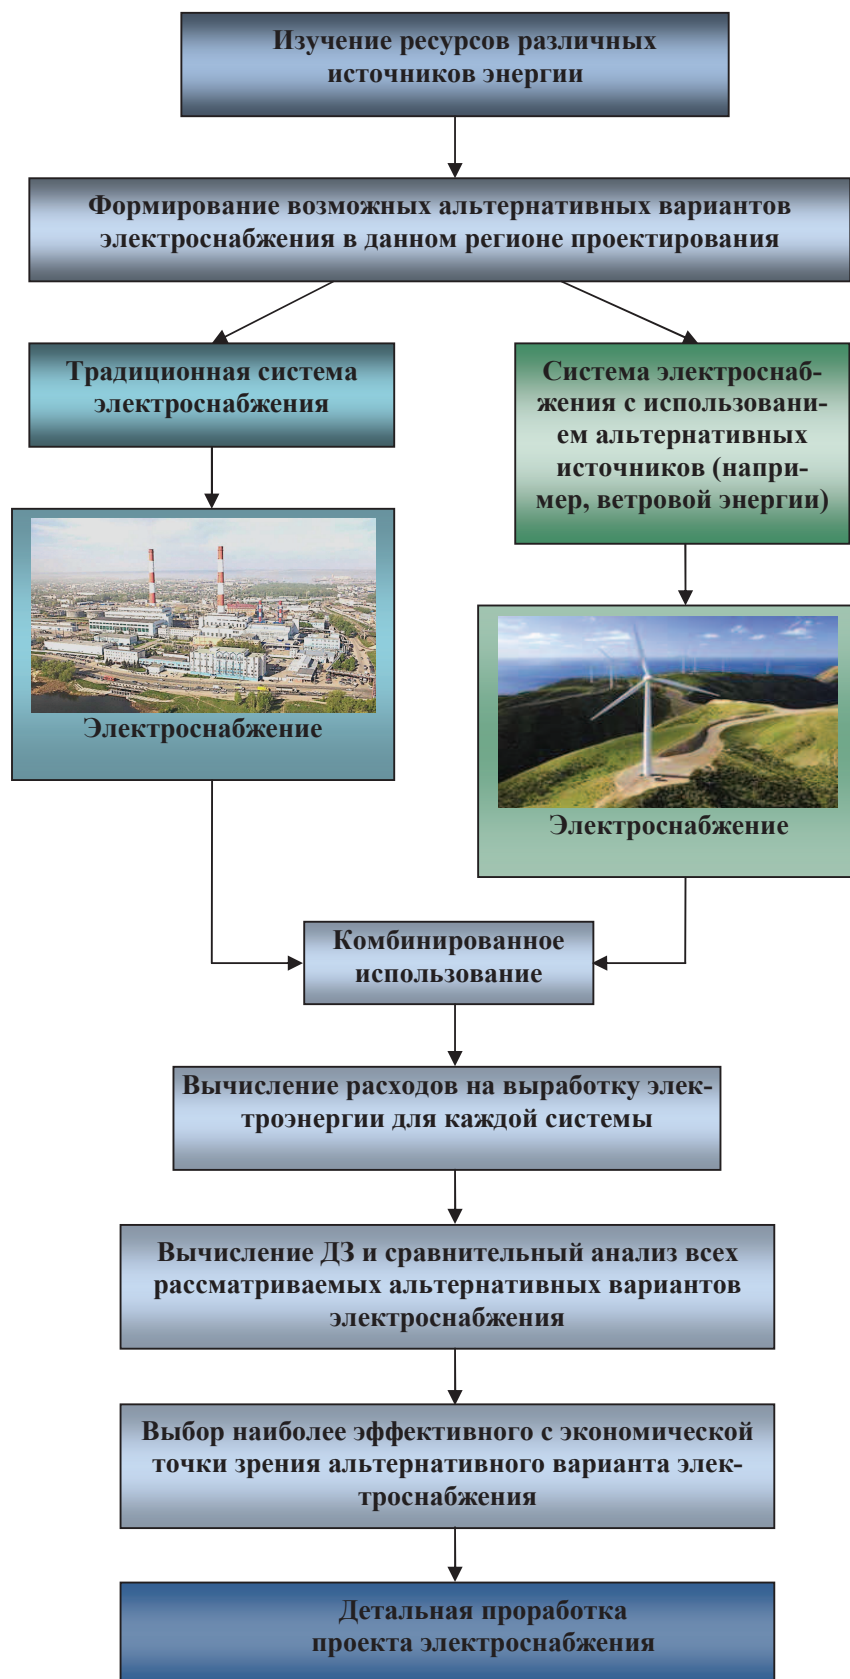 Изучение ресурсов различных
источников энергии
Формирование возможных альтернативных вариантов
электроснабжения в данном регионе проектирования
Традиционная система
электроснабжения
Система электроснаб-
жения с использовани-
ем альтернативных
источников (напри-
мер, ветровой энергии)
Электроснабжение
Электроснабжение
Комбинированное
использование
Вычисление расходов на выработку элек-
троэнергии для каждой системы
Вычисление ДЗ и сравнительный анализ всех
рассматриваемых альтернативных вариантов
электроснабжения
Выбор наиболее эффективного с экономической
точки зрения альтернативного варианта элек-
троснабжения
Детальная проработка
проекта электроснабжения